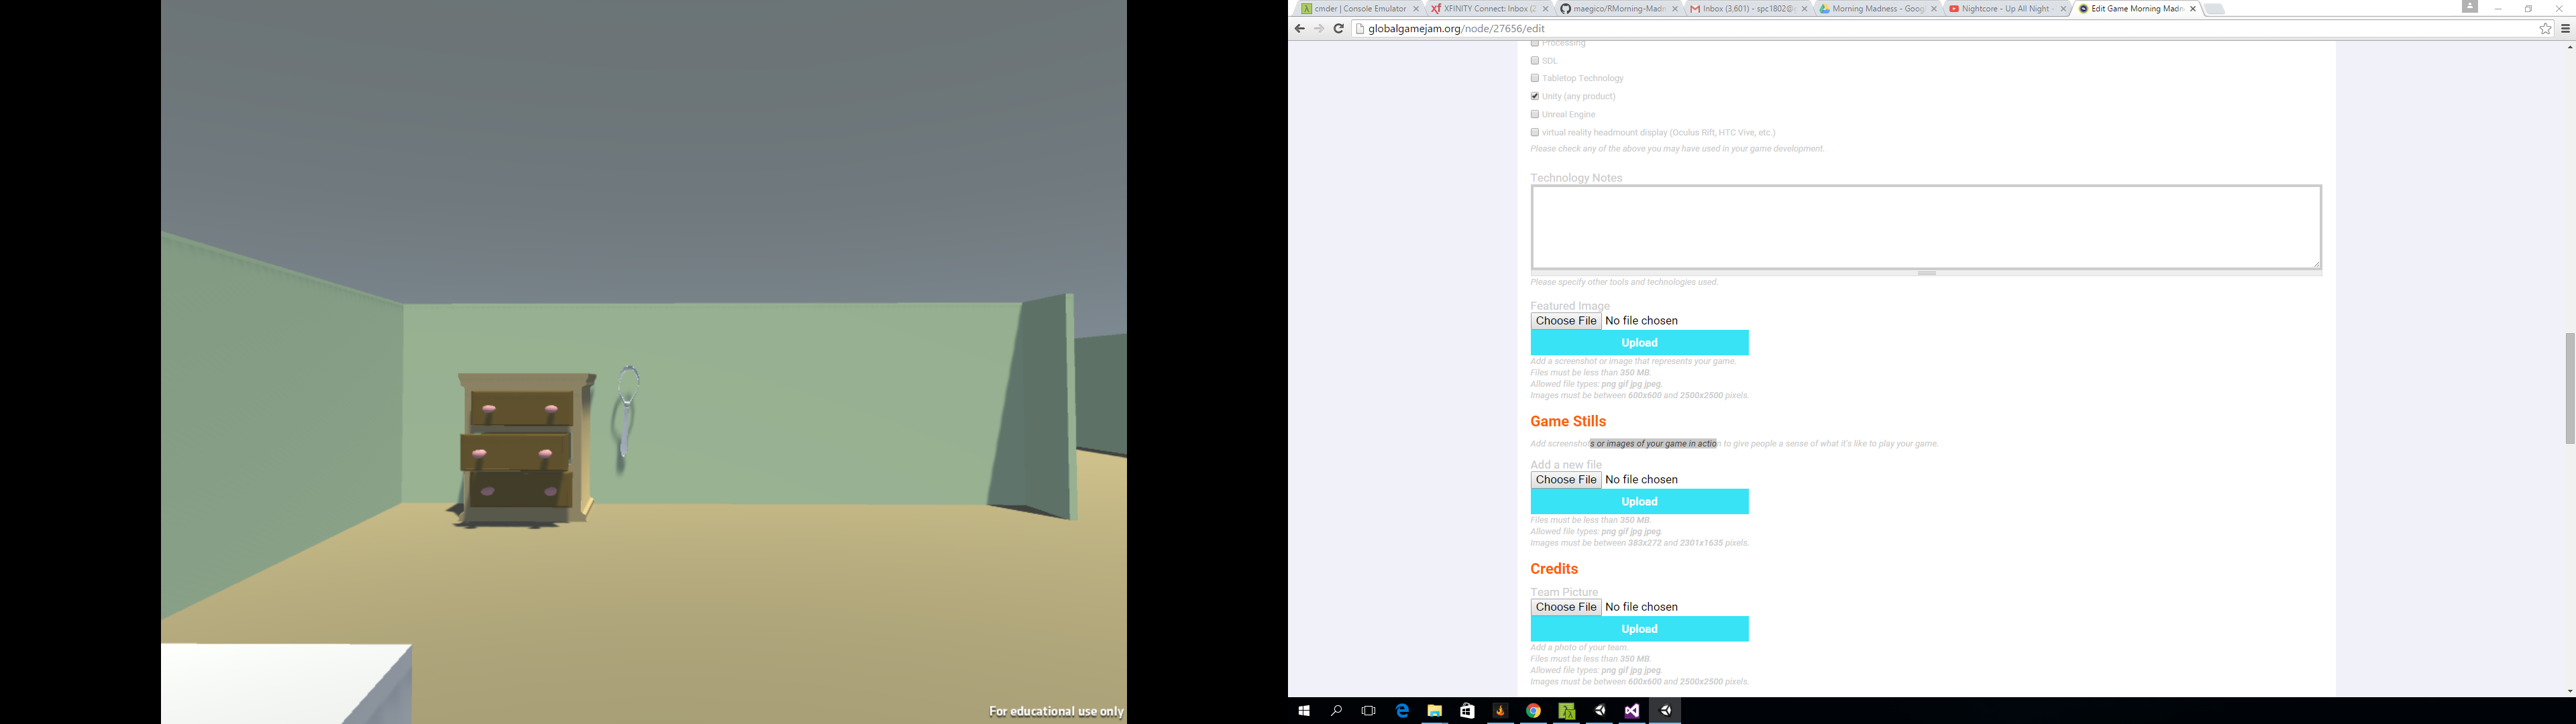 For educational use only
cmder | Console Emulator
XFINITY Connect: Inbox (2
maegico/RMorning-Madn
Inbox (3,601) - spc1802@
Morning Madness - Goog
Nightcore - Up All Night -
Edit Game Morning Madn
globalgamejam.org/node/27656/edit
Processing
SDL
Tabletop Technology
Unity (any product)
Unreal Engine
virtual reality headmount display (Oculus Rift, HTC Vive, etc.)
Please check any of the above you may have used in your game development.
Technology Notes
Please specify other tools and technologies used.
Featured Image
Choose File No file chosen
Upload
Add a screenshot or image that represents your game.
Files must be less than 350 MB.
Allowed file types: png gif jpg jpeg.
Images must be between 600x600 and 2500x2500 pixels.
Game Stills
Add screenshots or images of your game in action to give people a sense of what it's like to play your game.
Add a new file
Choose File No file chosen
Upload
Files must be less than 350 MB.
Allowed file types: png gif jpg jpeg.
Images must be between 383x272 and 2301x1635 pixels.
Credits
Team Picture
Choose File No file chosen
Upload
Add a photo of your team.
Files must be less than 350 MB.
Allowed file types: png gif jpg jpeg.
Images must be between 600x600 and 2500x2500 pixels.